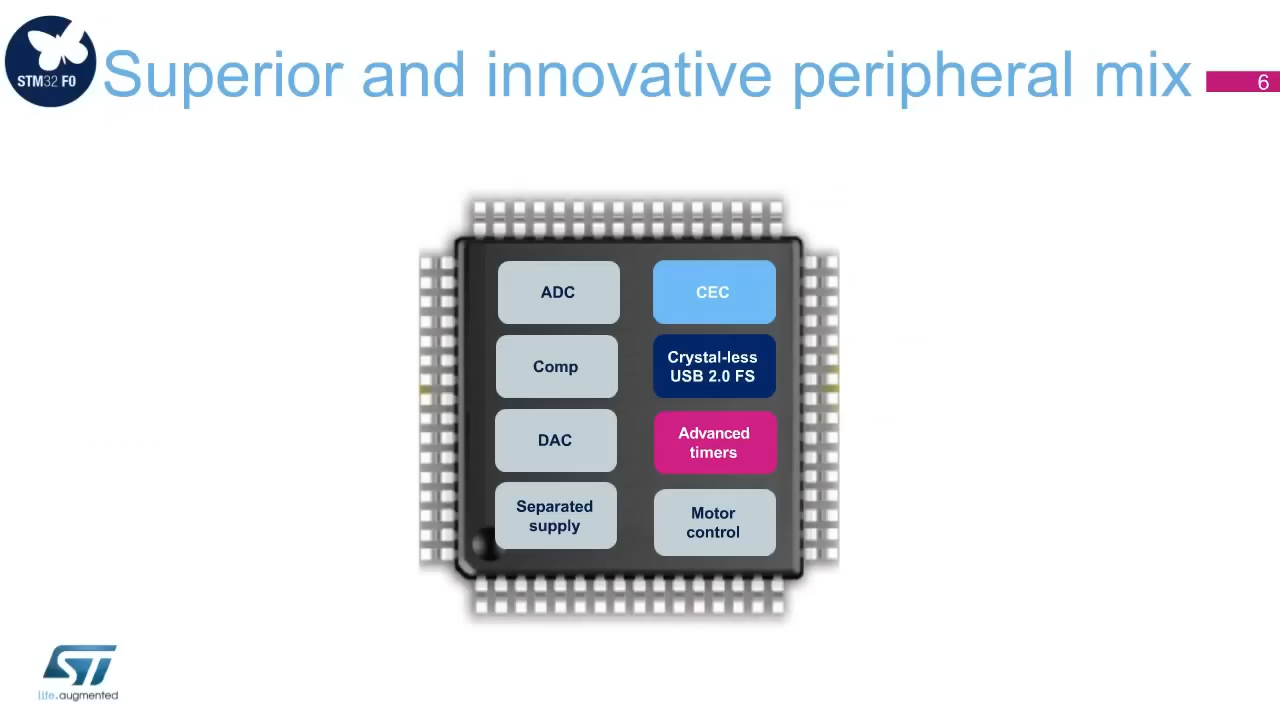 STM32 F0
Superior and innovative peripheral mix
6
ADC
CEC
Comp
Crystal-less
USB 2.0 FS
DAC
Advanced
timers
Separated
supply
Motor
control
ST
life.augmented